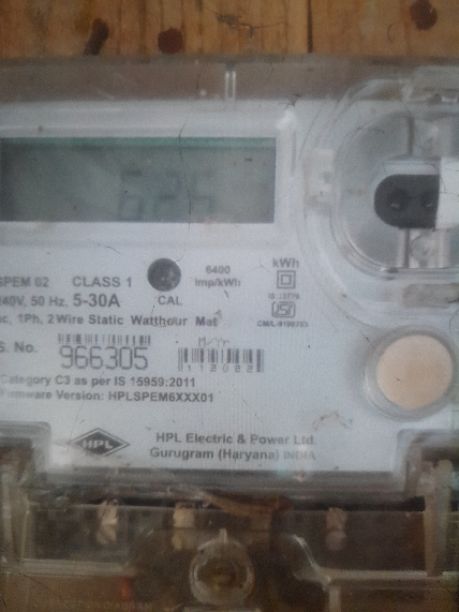 625
SPEM 02 CLASS 1
6400
imp/kWh
kWh
240V, 50 Hz. 5-30A
CAL
1Ph, 2 Wire Static Watthour
S. No. 966305
Category C3 as per IS 15959:2011
Firmware Version: HPLSPEM6XXX01
HPL
HPL Electric & Power Ltd.
Gurugram (Haryana) INDIA